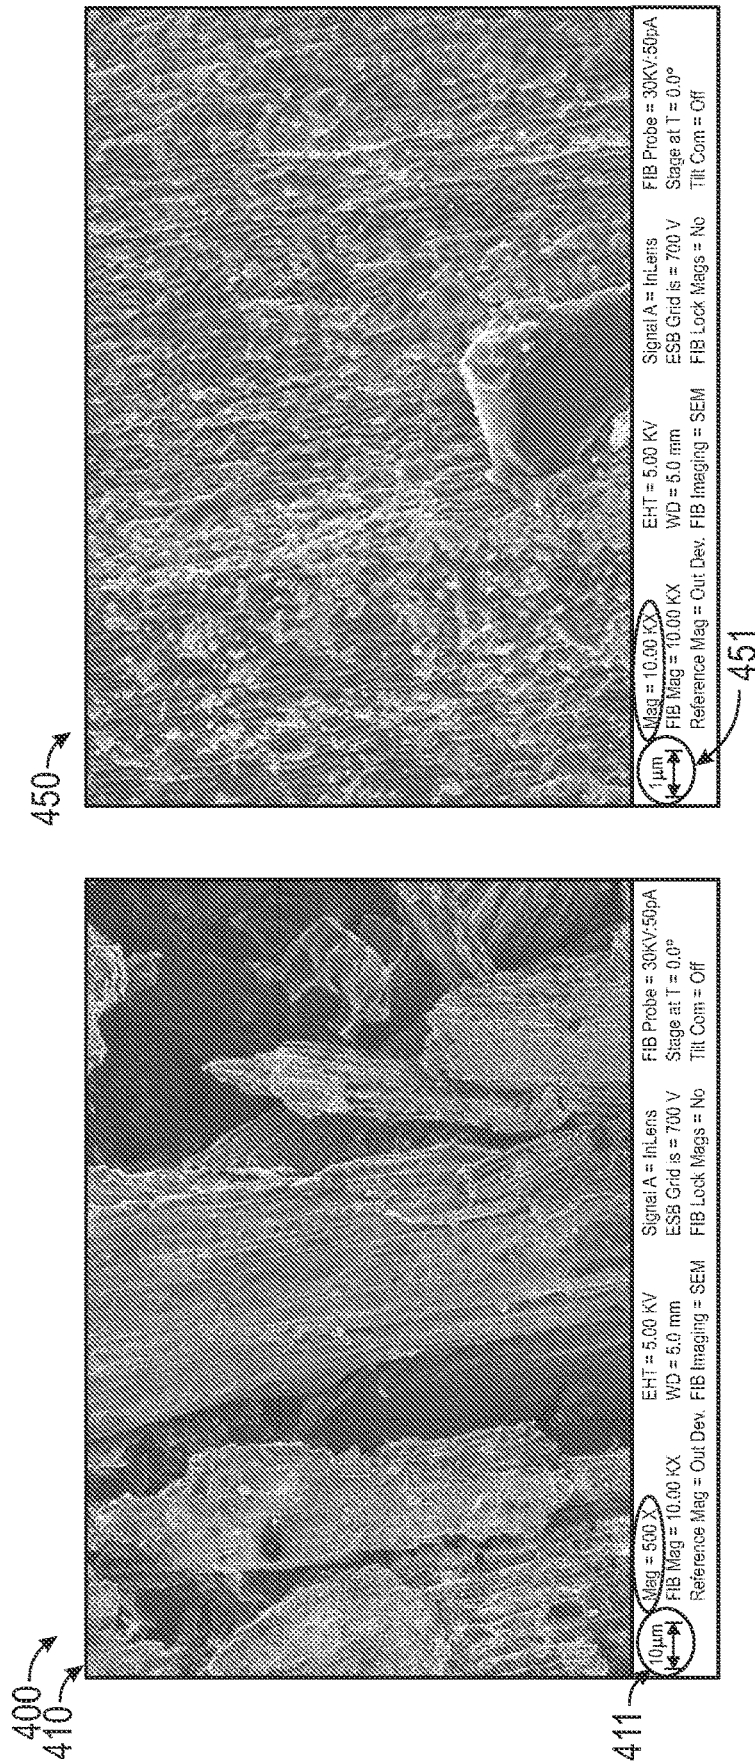 400
410
411
10µm
Mag = 500 X
FIB Mag = 10.00 KX
Reference Mag = Out Dev.
EHT = 5.00 KV
WD = 5.0 mm
FIB Imaging = SEM
Signal A = InLens
ESB Grid is = 700 V
FIB Lock Mags = No
FIB Probe = 30KV:50pA
Stage at T = 0.0°
Tilt Com = Off
450
1µm
Mag = 10.00 KX
FIB Mag = 10.00 KX
Reference Mag = Out Dev.
EHT = 5.00 KV
WD = 5.0 mm
FIB Imaging = SEM
Signal A = InLens
ESB Grid is = 700 V
FIB Lock Mags = No
FIB Probe = 30KV:50pA
Stage at T = 0.0°
Tilt Com = Off
451